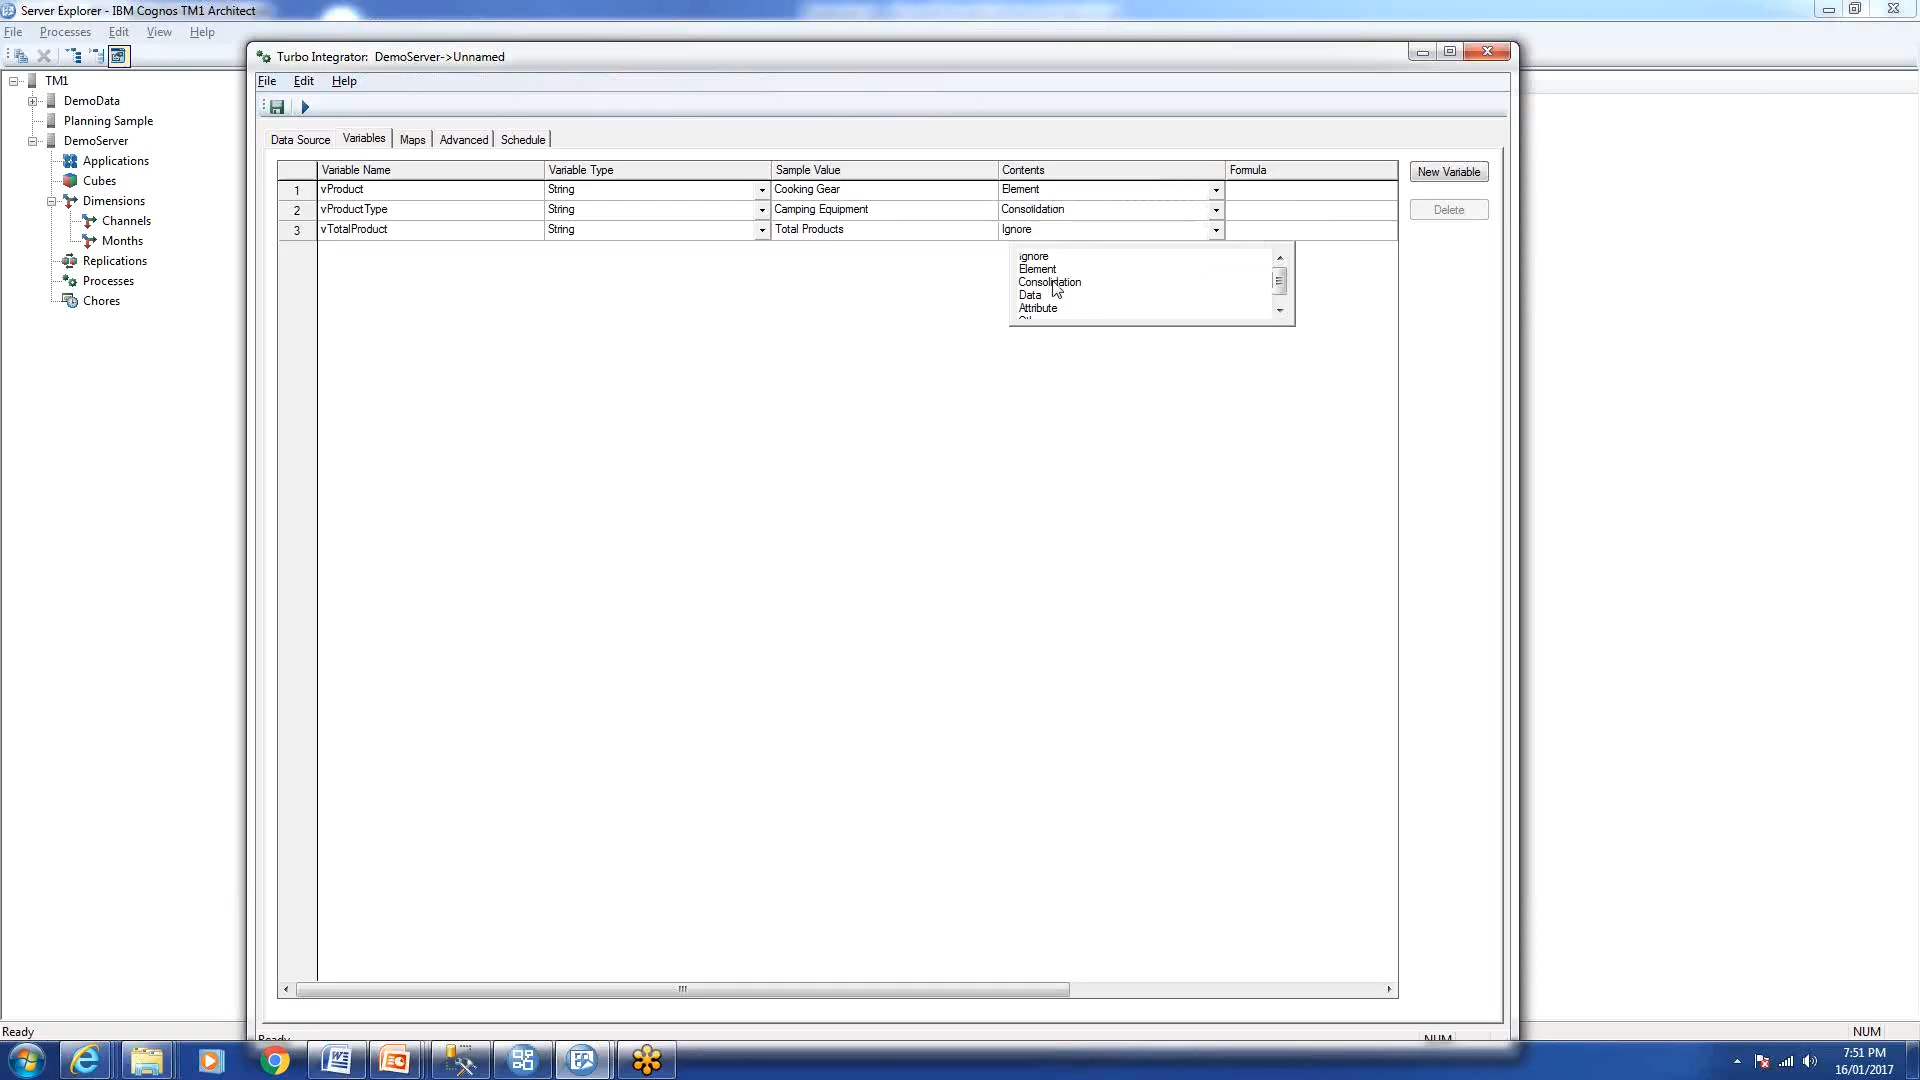 Server Explorer - IBM Cognos TM1 Architect
File Processes Edit View Help
TM1
DemoData
Planning Sample
DemoServer
Applications
Cubes
Dimensions
Channels
Months
Replications
Processes
Chores
Turbo Integrator: DemoServer->Unnamed
File Edit Help
Data Source Variables Maps Advanced Schedule
Variable Name Variable Type Sample Value Contents Formula
1 vProduct String Cooking Gear Element
2 vProductType String Camping Equipment Consolidation
3 vTotalProduct String Total Products Ignore
Ignore
Element
Consolidation
Data
Attribute
New Variable
Delete
Ready NUM
Ready NUM
7:51 PM
16/01/2017